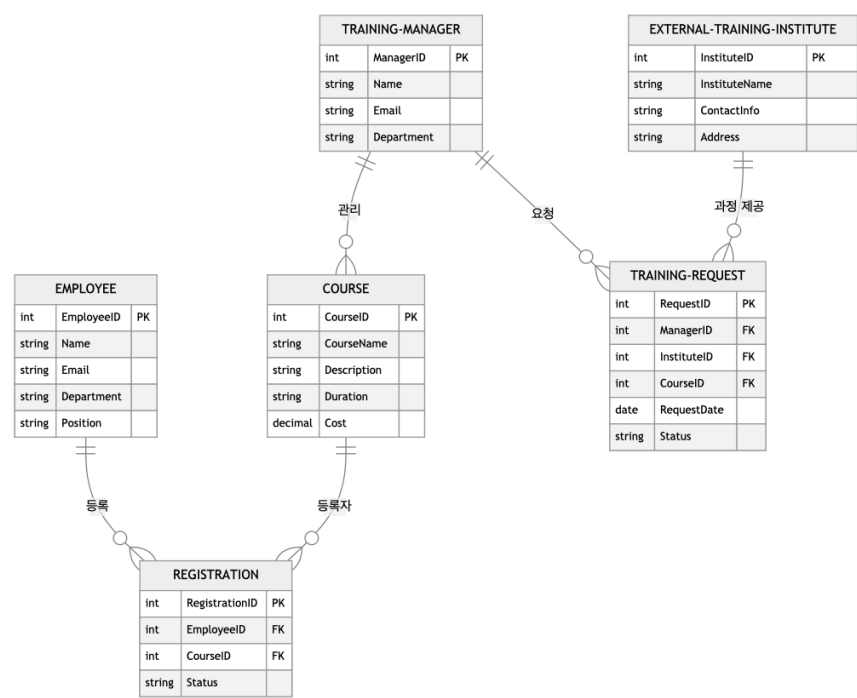 TRAINING-MANAGER
int ManagerID PK
string Name
string Email
string Department
EXTERNAL-TRAINING-INSTITUTE
int InstituteID PK
string InstituteName
string ContactInfo
string Address
관리
요청
과정 제공
EMPLOYEE
int EmployeeID PK
string Name
string Email
string Department
string Position
COURSE
int CourseID PK
string CourseName
string Description
string Duration
decimal Cost
TRAINING-REQUEST
int RequestID PK
int ManagerID FK
int InstituteID FK
int CourseID FK
date RequestDate
string Status
등록
등록자
REGISTRATION
int RegistrationID PK
int EmployeeID FK
int CourseID FK
string Status